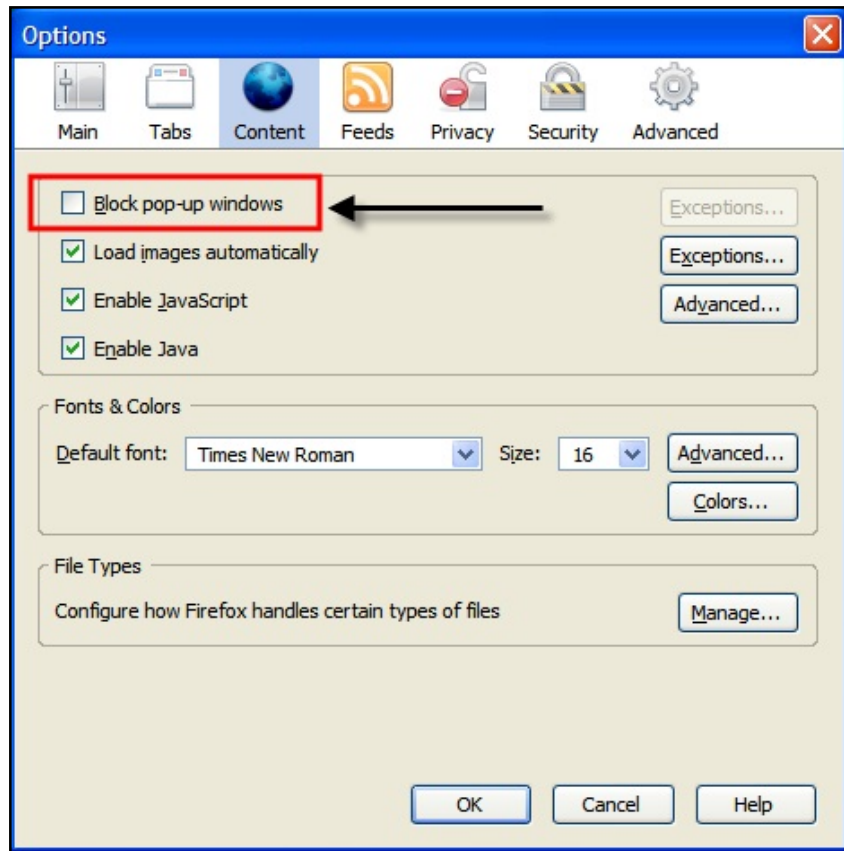 Options
Main Tabs Content Feeds Privacy Security Advanced
Block pop-up windows Exceptions...
Load images automatically Exceptions...
Enable JavaScript Advanced...
Enable Java
Fonts & Colors
Default font: Times New Roman Size: 16 Advanced...
Colors...
File Types
Configure how Firefox handles certain types of files Manage...
OK Cancel Help